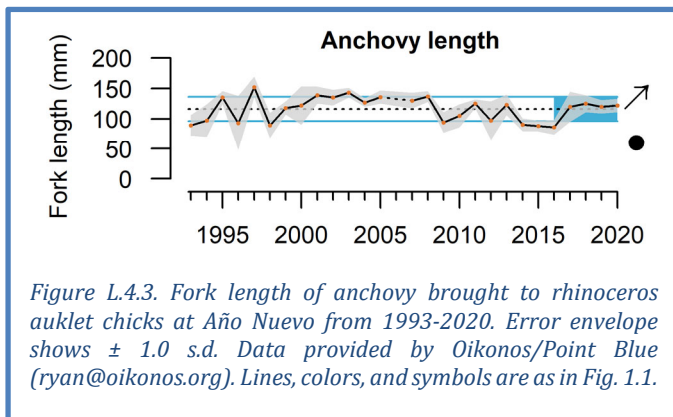 Anchovy length
Fork length (mm)
200
150
100
50
0
1995 2000 2005 2010 2015 2020
Figure L.4.3. Fork length of anchovy brought to rhinoceros
auklet chicks at Año Nuevo from 1993-2020. Error envelope
shows ± 1.0 s.d. Data provided by Oikonos/Point Blue
(ryan@oikonos.org). Lines, colors, and symbols are as in Fig. 1.1.